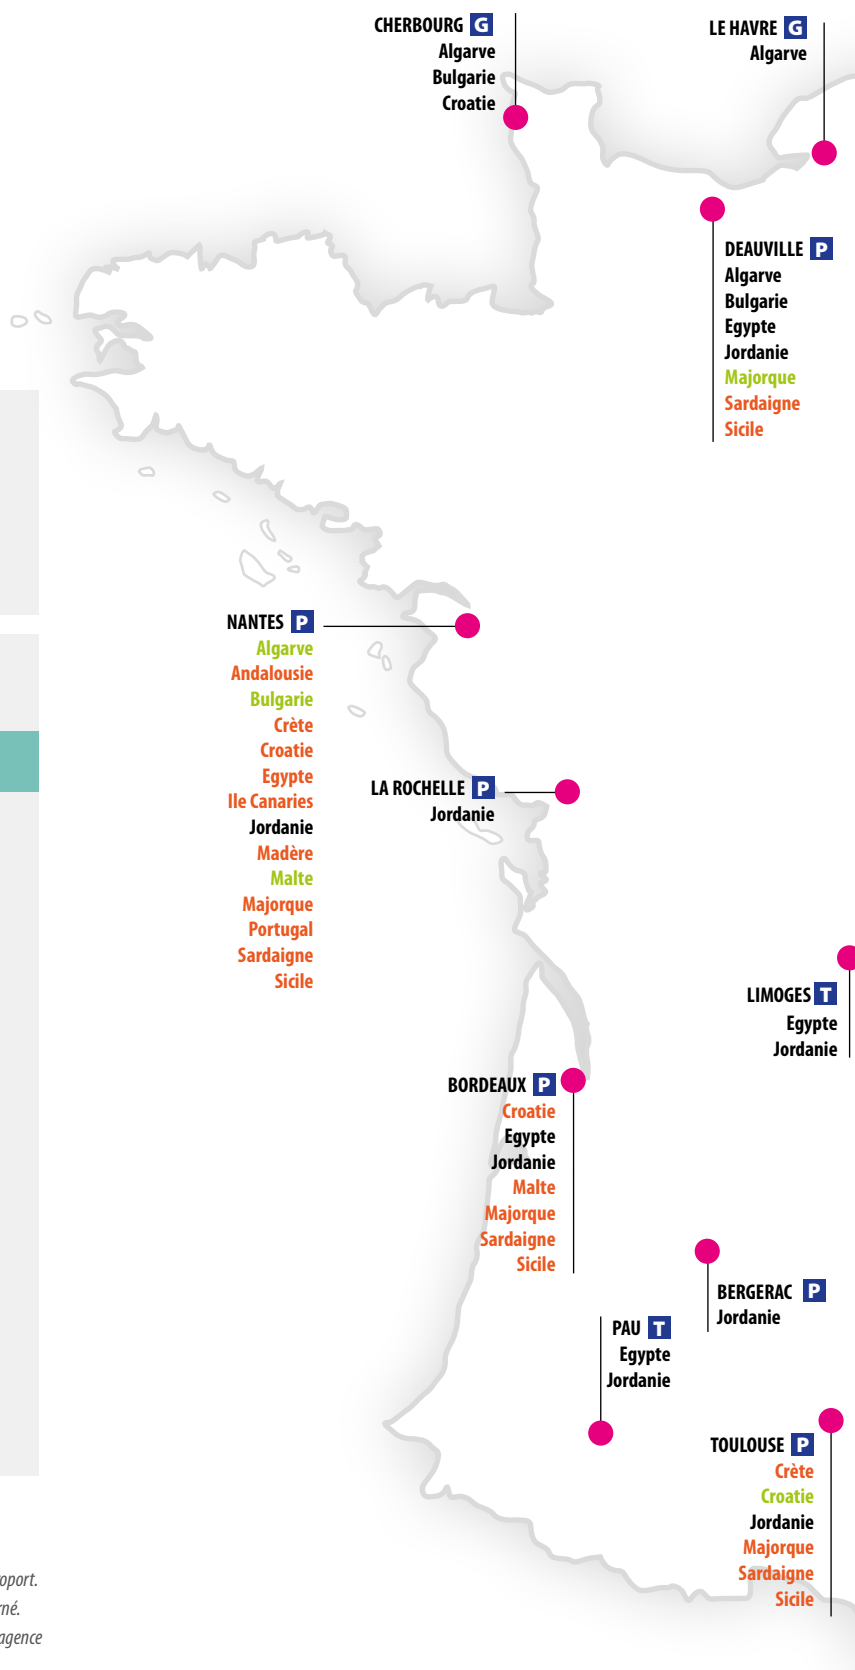 CHERBOURG G
Algarve
Bulgarie
Croatie
LE HAVRE G
Algarve
DEAUVILLE P
Algarve
Bulgarie
Egypte
Jordanie
Majorque
Sardaigne
Sicile
NANTES P
Algarve
Andalousie
Bulgarie
Crète
Croatie
Egypte
Ile Canaries
Jordanie
Madère
Malte
Majorque
Portugal
Sardaigne
Sicile
LA ROCHELLE P
Jordanie
LIMOGES T
Egypte
Jordanie
BORDEAUX P
Croatie
Egypte
Jordanie
Malte
Majorque
Sardaigne
Sicile
BERGERAC P
Jordanie
PAU T
Egypte
Jordanie
TOULOUSE P
Crète
Croatie
Jordanie
Majorque
Sardaigne
Sicile
oport.
rné.
agence